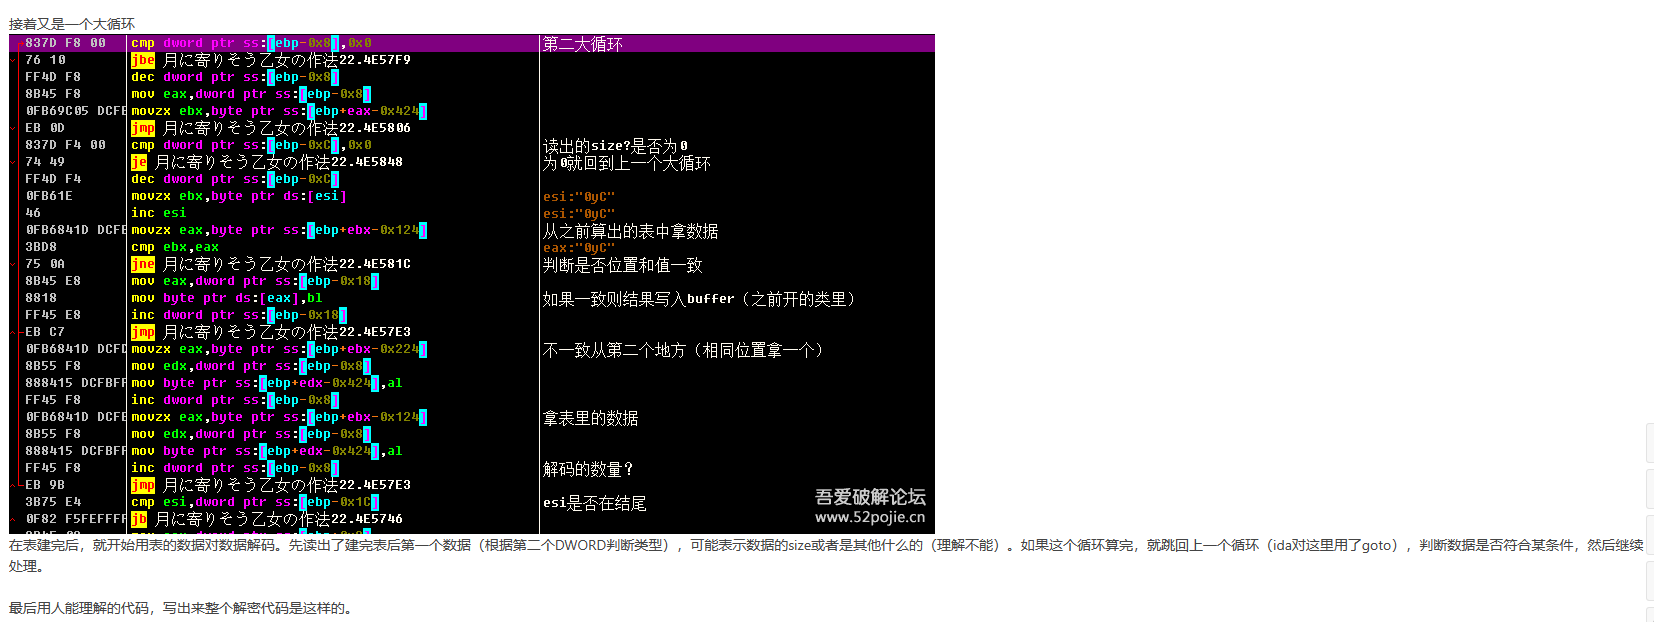 接着又是一个大循环
837D F8 00 cmp dword ptr ss:[ebp-0x8],0x0 第二大循环
76 10 jbe 月に寄りそう乙女の作法22.4E57F9
FF4D F8 dec dword ptr ss:[ebp-0x8]
8B45 F8 mov eax,dword ptr ss:[ebp-0x8]
0FB69C05 DCFB movzx ebx,byte ptr ss:[ebp+eax-0x424]
EB 0D jmp 月に寄りそう乙女の作法22.4E5806
837D F4 00 cmp dword ptr ss:[ebp-0xC],0x0 读出的size?是否为0
74 49 je 月に寄りそう乙女の作法22.4E5848 为0就回到上一个大循环
FF4D F4 dec dword ptr ss:[ebp-0xC]
0FB61E movzx ebx,byte ptr ds:[esi] esi:"0yC"
46 inc esi esi:"0yC"
0FB6841D DCFE movzx eax,byte ptr ss:[ebp+ebx-0x124] 从之前算出的表中拿数据
3BD8 cmp ebx,eax eax:"0yC"
75 0A jne 月に寄りそう乙女の作法22.4E581C 判断是否位置和值一致
8B45 E8 mov eax,dword ptr ss:[ebp-0x18]
8818 mov byte ptr ds:[eax],bl 如果一致则结果写入buffer（之前开的类里）
FF45 E8 inc dword ptr ss:[ebp-0x18]
EB C7 jmp 月に寄りそう乙女の作法22.4E57E3
0FB6841D DCFD movzx eax,byte ptr ss:[ebp+ebx-0x224] 不一致从第二个地方（相同位置拿一个）
8B55 F8 mov edx,dword ptr ss:[ebp-0x8]
888415 DCFBFF mov byte ptr ss:[ebp+edx-0x424],al
FF45 F8 inc dword ptr ss:[ebp-0x8]
0FB6841D DCFE movzx eax,byte ptr ss:[ebp+ebx-0x124] 拿表里的数据
8B55 F8 mov edx,dword ptr ss:[ebp-0x8]
888415 DCFBFF mov byte ptr ss:[ebp+edx-0x424],al
FF45 F8 inc dword ptr ss:[ebp-0x8] 解码的数量？
EB 9B jmp 月に寄りそう乙女の作法22.4E57E3
3B75 E4 cmp esi,dword ptr ss:[ebp-0x1C] esi是否在结尾
0F82 F5FEFFFF jb 月に寄りそう乙女の作法22.4E5746
吾爱破解论坛
www.52pojie.cn
在表建完后，就开始用表的数据对数据解码。先读出了建完表后第一个数据（根据第二个DWORD判断类型），可能表示数据的size或者是其他什么的（理解不能）。如果这个循环算完，就跳回上一个循环（ida对这里用了goto），判断数据是否符合某条件，然后继续
处理。
最后用人能理解的代码，写出来整个解密代码是这样的。